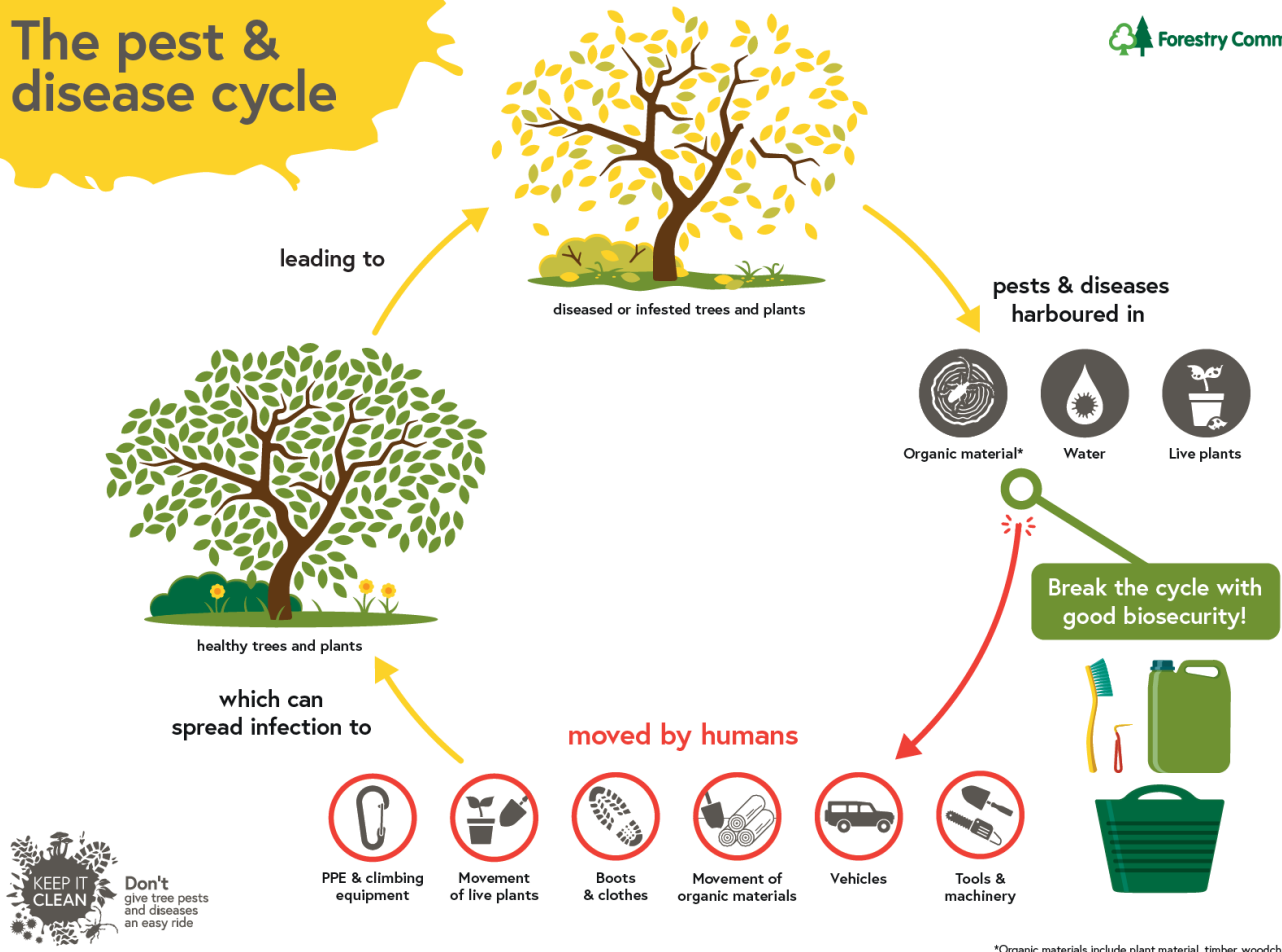 The pest &
disease cycle
Forestry Comm
leading to
diseased or infested trees and plants
pests & diseases
harboured in
Organic material*
Water
Live plants
Break the cycle with
good biosecurity!
healthy trees and plants
which can
spread infection to
moved by humans
PPE & climbing
equipment
Movement
of live plants
Boots
& clothes
Movement of
organic materials
Vehicles
Tools &
machinery
KEEP IT
CLEAN
Don't
give tree pests
and diseases
an easy ride
*Organic materials include plant material, timber, woodch